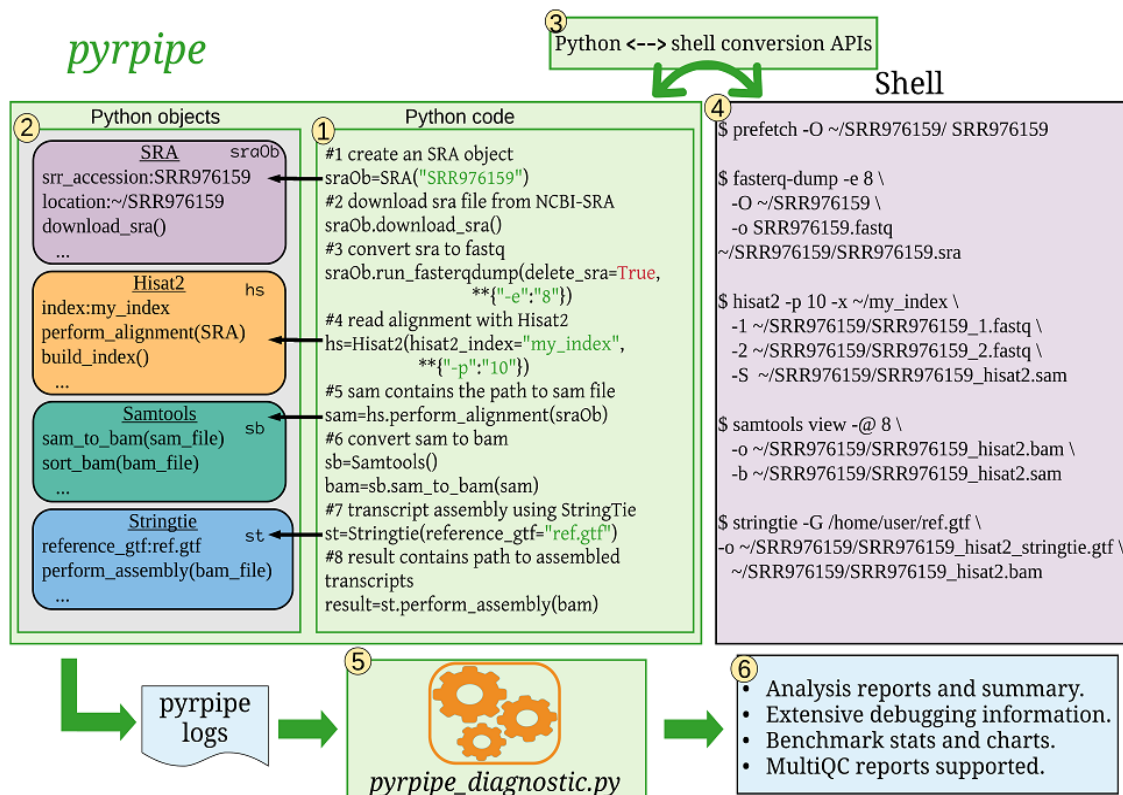 pyrpipe
3
Python <--> shell conversion APIs
Shell
Python objects
Python code
2
SRA
sraOb
srr_accession:SRR976159
location:~/SRR976159
download_sra()
...
Hisat2
hs
index:my_index
perform_alignment(SRA)
build_index()
...
Samtools
sb
sam_to_bam(sam_file)
sort_bam(bam_file)
...
Stringtie
st
reference_gtf:ref.gtf
perform_assembly(bam_file)
...
1
#1 create an SRA object
sraOb=SRA("SRR976159")
#2 download sra file from NCBI-SRA
sraOb.download_sra()
#3 convert sra to fastq
sraOb.run_fasterqdump(delete_sra=True,
**{"-e":"8"})
#4 read alignment with Hisat2
hs=Hisat2(hisat2_index="my_index",
**{"-p":"10"})
#5 sam contains the path to sam file
sam=hs.perform_alignment(sraOb)
#6 convert sam to bam
sb=Samtools()
bam=sb.sam_to_bam(sam)
#7 transcript assembly using StringTie
st=Stringtie(reference_gtf="ref.gtf")
#8 result contains path to assembled
transcripts
result=st.perform_assembly(bam)
4
$ prefetch -O ~/SRR976159/ SRR976159
$ fasterq-dump -e 8 \
-O ~/SRR976159 \
-o SRR976159.fastq
~/SRR976159/SRR976159.sra
$ hisat2 -p 10 -x ~/my_index \
-1 ~/SRR976159/SRR976159_1.fastq \
-2 ~/SRR976159/SRR976159_2.fastq \
-S ~/SRR976159/SRR976159_hisat2.sam
$ samtools view -@ 8 \
-o ~/SRR976159/SRR976159_hisat2.bam \
-b ~/SRR976159/SRR976159_hisat2.sam
$ stringtie -G /home/user/ref.gtf \
-o ~/SRR976159/SRR976159_hisat2_stringtie.gtf \
~/SRR976159/SRR976159_hisat2.bam
pyrpipe
logs
5
pyrpipe_diagnostic.py
6
• Analysis reports and summary.
• Extensive debugging information.
• Benchmark stats and charts.
• MultiQC reports supported.